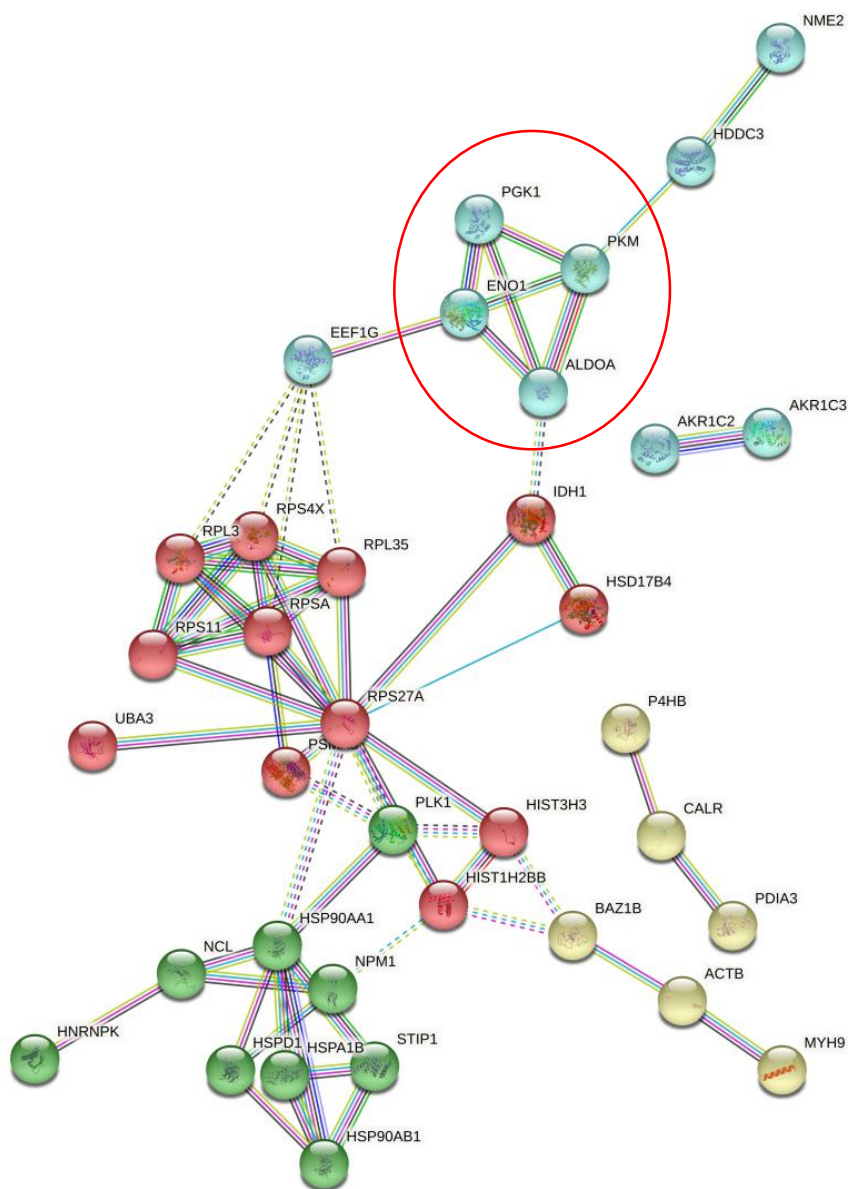 NME2
HDDC3
PGK1
PKM
ENO1
EEF1G
ALDOA
AKR1C2
AKR1C3
IDH1
RPS4X
RPL3
RPL35
HSD17B4
RPSA
RPS11
RPS27A
P4HB
UBA3
PLK1
HIST3H3
CALR
HIST1H2BB
PDIA3
BAZ1B
HSP90AA1
NCL
NPM1
ACTB
HNRNPK
HSPD1
HSPA1B
STIP1
MYH9
HSP90AB1